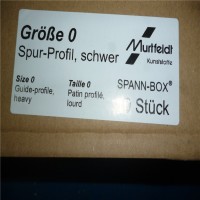 Größe 0
Spur-Profil, schwer
Murtfeldt
Kunststoffe
Size 0
Guide-profile,
heavy
Taille 0
Patin profilé,
lourd
SPANN-BOX®
Stück